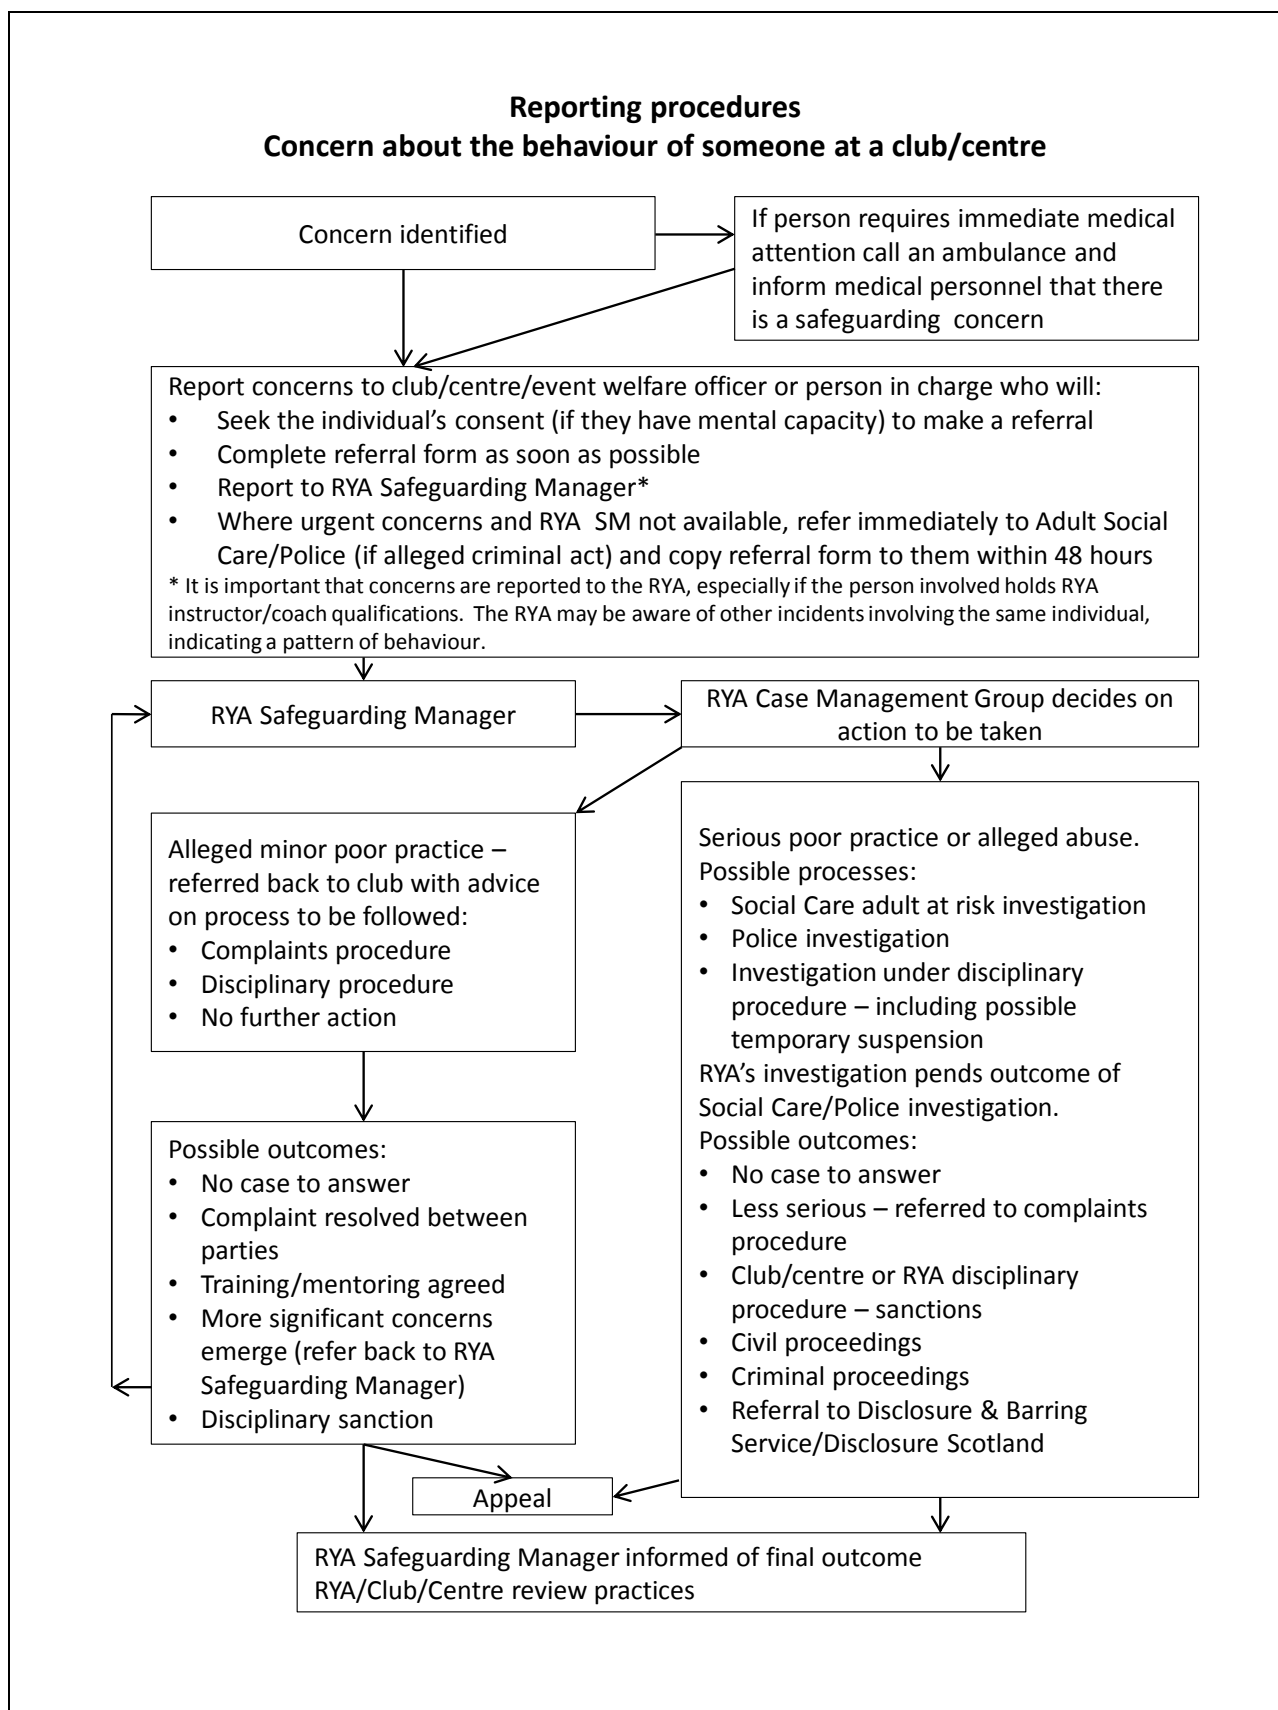 Reporting procedures
Concern about the behaviour of someone at a club/centre
Concern identified
If person requires immediate medical
attention call an ambulance and
inform medical personnel that there
is a safeguarding  concern
Report concerns to club/centre/event welfare officer or person in charge who will:
• Seek the individual’s consent (if they have mental capacity) to make a referral
• Complete referral form as soon as possible
• Report to RYA Safeguarding Manager*
• Where urgent concerns and RYA  SM not available, refer immediately to Adult Social
Care/Police (if alleged criminal act) and copy referral form to them within 48 hours
* It is important that concerns are reported to the RYA, especially if the person involved holds RYA
instructor/coach qualifications.  The RYA may be aware of other incidents involving the same individual,
indicating a pattern of behaviour.
RYA Safeguarding Manager
RYA Case Management Group decides on
action to be taken
Alleged minor poor practice –
referred back to club with advice
on process to be followed:
• Complaints procedure
• Disciplinary procedure
• No further action
Serious poor practice or alleged abuse.
Possible processes:
• Social Care adult at risk investigation
• Police investigation
• Investigation under disciplinary
procedure – including possible
temporary suspension
RYA’s investigation pends outcome of
Social Care/Police investigation.
Possible outcomes:
• No case to answer
• Less serious – referred to complaints
procedure
• Club/centre or RYA disciplinary
procedure – sanctions
• Civil proceedings
• Criminal proceedings
• Referral to Disclosure & Barring
Service/Disclosure Scotland
Possible outcomes:
• No case to answer
• Complaint resolved between
parties
• Training/mentoring agreed
• More significant concerns
emerge (refer back to RYA
Safeguarding Manager)
• Disciplinary sanction
Appeal
RYA Safeguarding Manager informed of final outcome
RYA/Club/Centre review practices